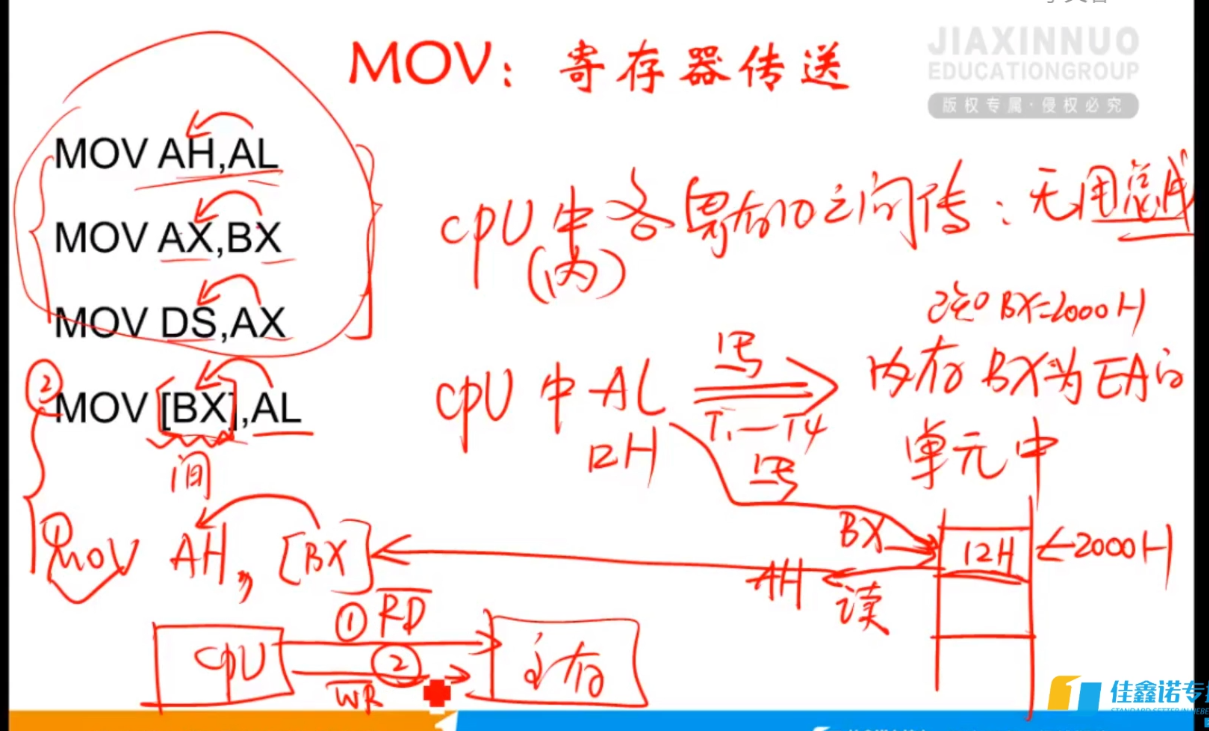 MOV：寄存器传送
JIAXINNUO
EDUCATIONGROUP
版权专属·侵权必究
MOV AH,AL
MOV AX,BX
MOV DS,AX
CPU中各寄存器之间传：无用总线
(内)
BX=2000H
② MOV [BX],AL
间
CPU中AL 写 内存BX为EA的
12H T1—T4 单元中
写
① MOV AH, [BX]
BX 12H ←2000H
AH 读
① RD
CPU ② 主存
WR
佳鑫诺专